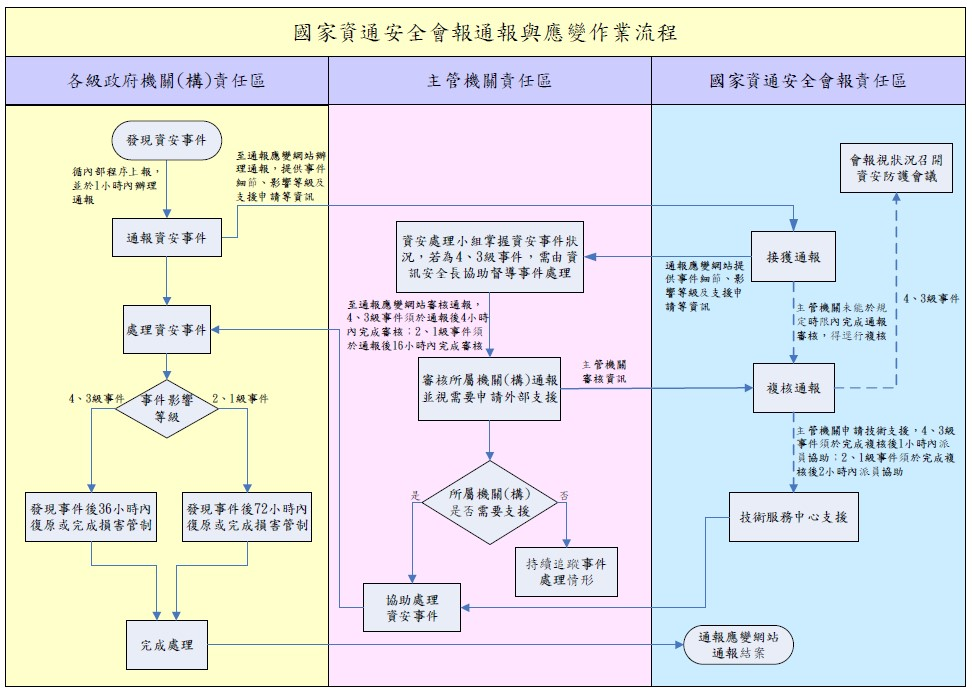 國家資通安全會報通報與應變作業流程
各級政府機關(構)責任區
主管機關責任區
國家資通安全會報責任區
發現資安事件
循內部程序上報，
並於1小時內辦理
通報
至通報應變網站辦
理通報，提供事件
細節、影響等級及
支援申請等資訊
通報資安事件
處理資安事件
4、3級事件
事件影響
等級
2、1級事件
發現事件後36小時內
復原或完成損害管制
發現事件後72小時內
復原或完成損害管制
完成處理
資安處理小組掌握資安事件狀
況，若為4、3級事件，需由資
訊安全長協助督導事件處理
至通報應變網站審核通報，
4、3級事件須於通報後4小時
內完成審核；2、1級事件須
於通報後16小時內完成審核
審核所屬機關(構)通報
並視需要申請外部支援
主管機關
審核資訊
所屬機關(構)
是否需要支援
是
否
持續追蹤事件
處理情形
協助處理
資安事件
會報視狀況召開
資安防護會議
接獲通報
通報應變網站提
供事件細節、影
響等級及支援申
請等資訊
4、3級事件
主管機關未能於規
定時限內完成通報
審核，得逕行複核
複核通報
主管機關申請技術支援，4、3級
事件須於完成複核後1小時內派
員協助；2、1級事件須於完成複
核後2小時內派員協助
技術服務中心支援
通報應變網站
通報結案